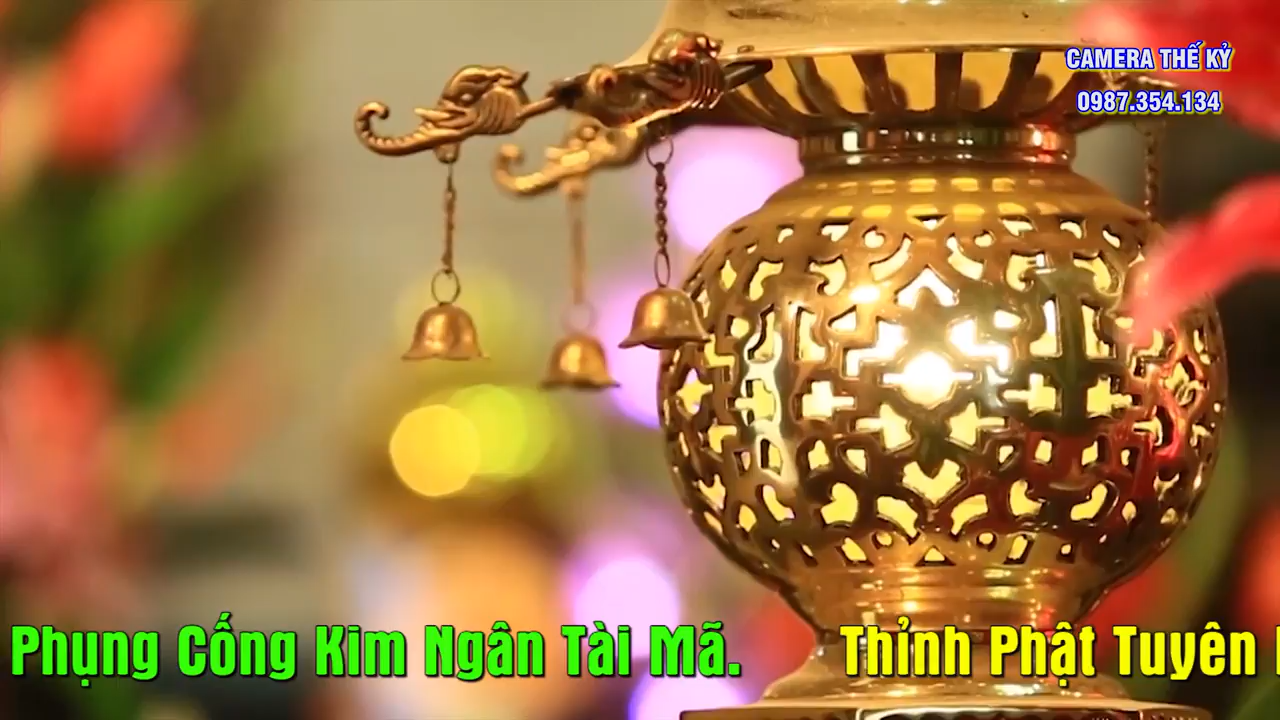 CAMERA THẾ KỶ
0987.354.134
Phụng Cống Kim Ngân Tài Mã. Thỉnh Phật Tuyên